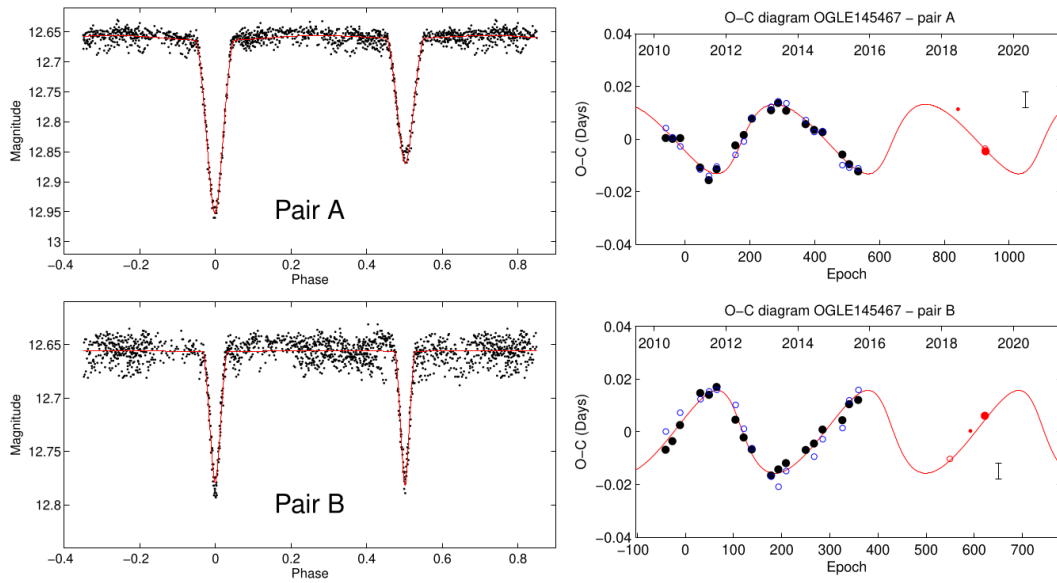 12.65
12.7
12.75
12.8
12.85
12.9
12.95
13
Magnitude
Pair A
−0.4 −0.2 0 0.2 0.4 0.6 0.8
Phase
O−C diagram OGLE145467 − pair A
2010 2012 2014 2016 2018 2020
0.04
0.02
0
−0.02
−0.04
O−C (Days)
0 200 400 600 800 1000
Epoch
12.65
12.7
12.75
12.8
Magnitude
Pair B
−0.4 −0.2 0 0.2 0.4 0.6 0.8
Phase
O−C diagram OGLE145467 − pair B
2010 2012 2014 2016 2018 2020
0.04
0.02
0
−0.02
−0.04
O−C (Days)
−100 0 100 200 300 400 500 600 700
Epoch